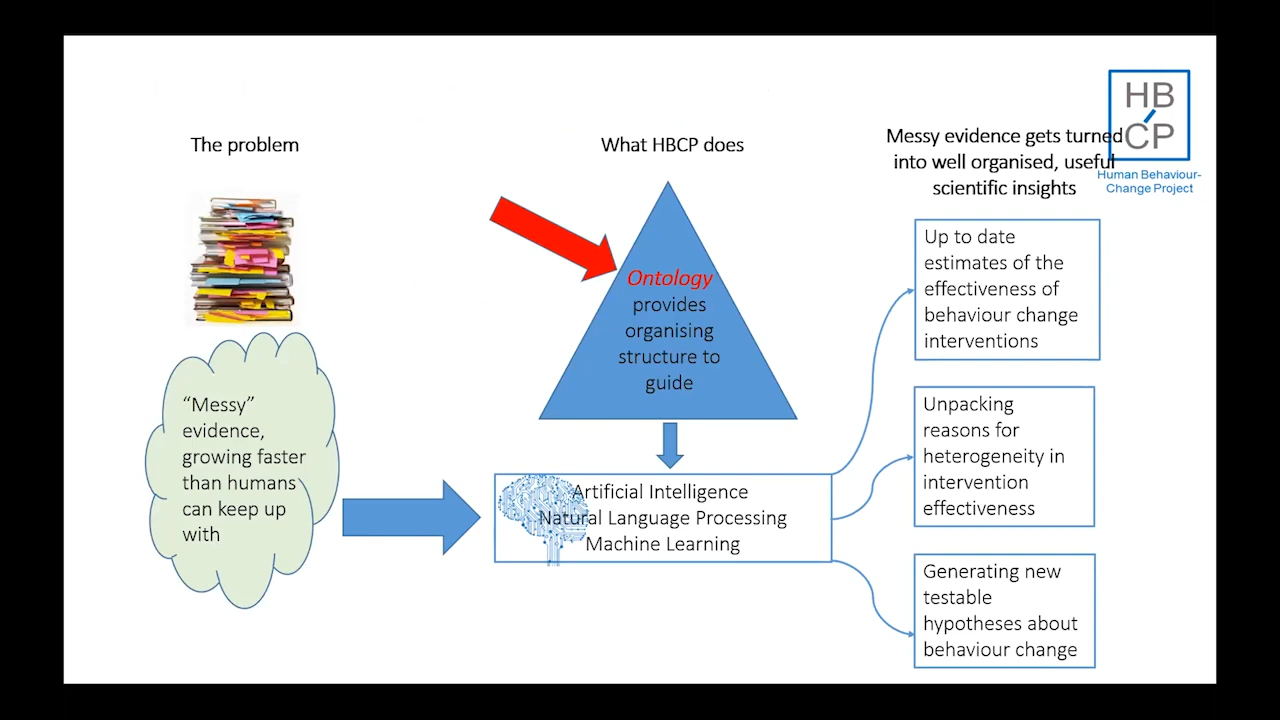 The problem
What HBCP does
Messy evidence gets turned
into well organised, useful
scientific insights
HB
CP
Human Behaviour-
Change Project
"Messy"
evidence,
growing faster
than humans
can keep up
with
Ontology
provides
organising
structure to
guide
Artificial Intelligence
Natural Language Processing
Machine Learning
Up to date
estimates of the
effectiveness of
behaviour change
interventions
Unpacking
reasons for
heterogeneity in
intervention
effectiveness
Generating new
testable
hypotheses about
behaviour change